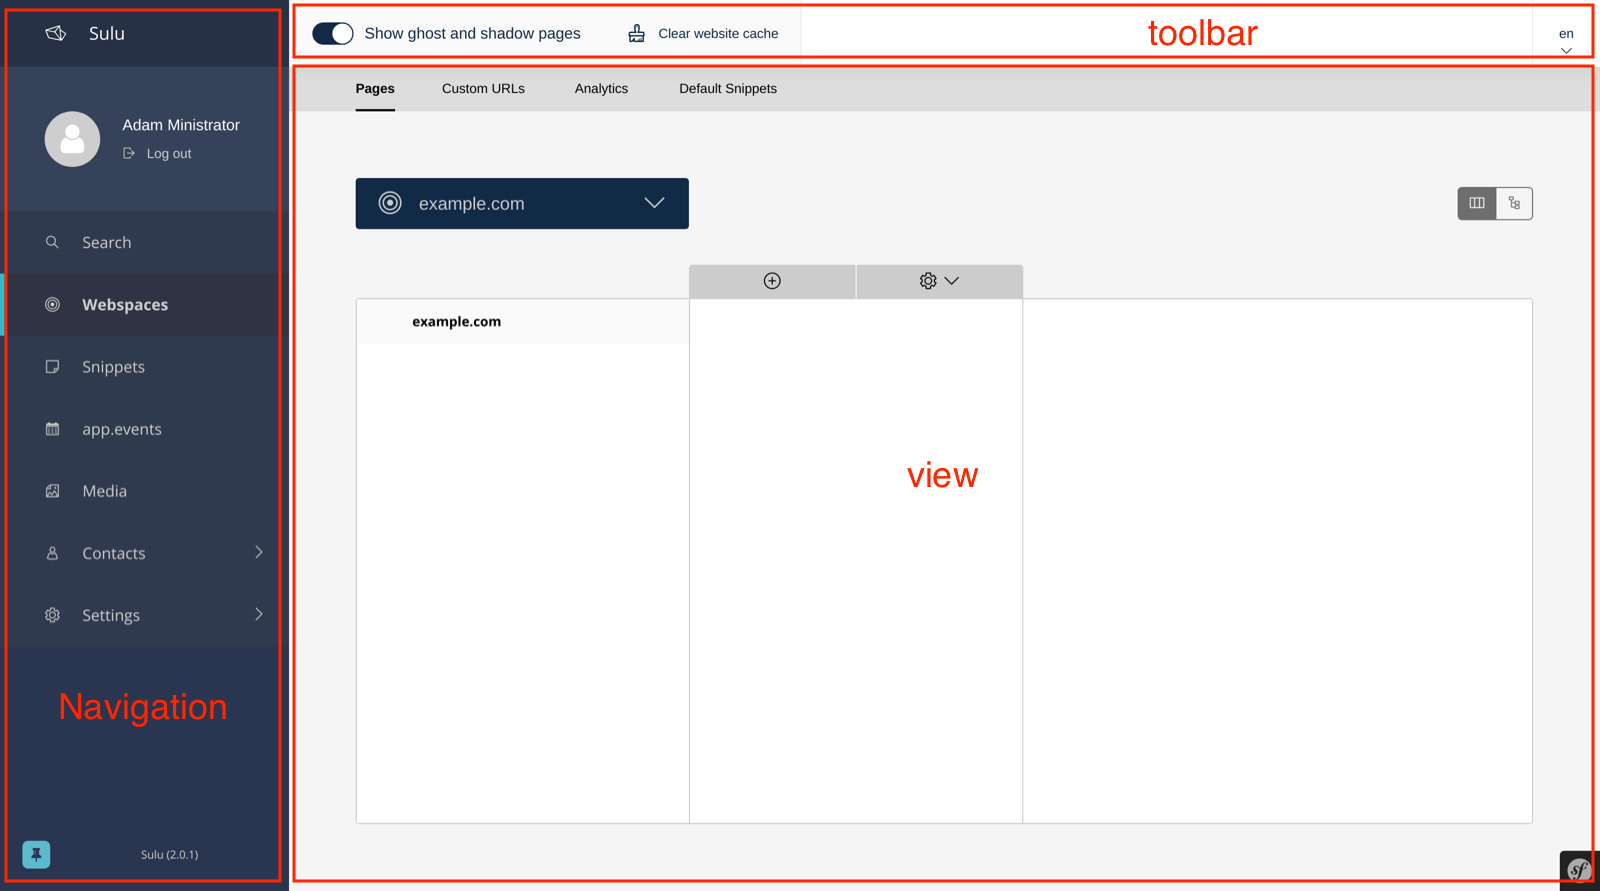 Sulu
Adam Ministrator
Log out
Search
Webspaces
Snippets
app.events
Media
Contacts
Settings
Navigation
Sulu (2.0.1)
Show ghost and shadow pages
Clear website cache
toolbar
en
Pages
Custom URLs
Analytics
Default Snippets
example.com
example.com
view
sf